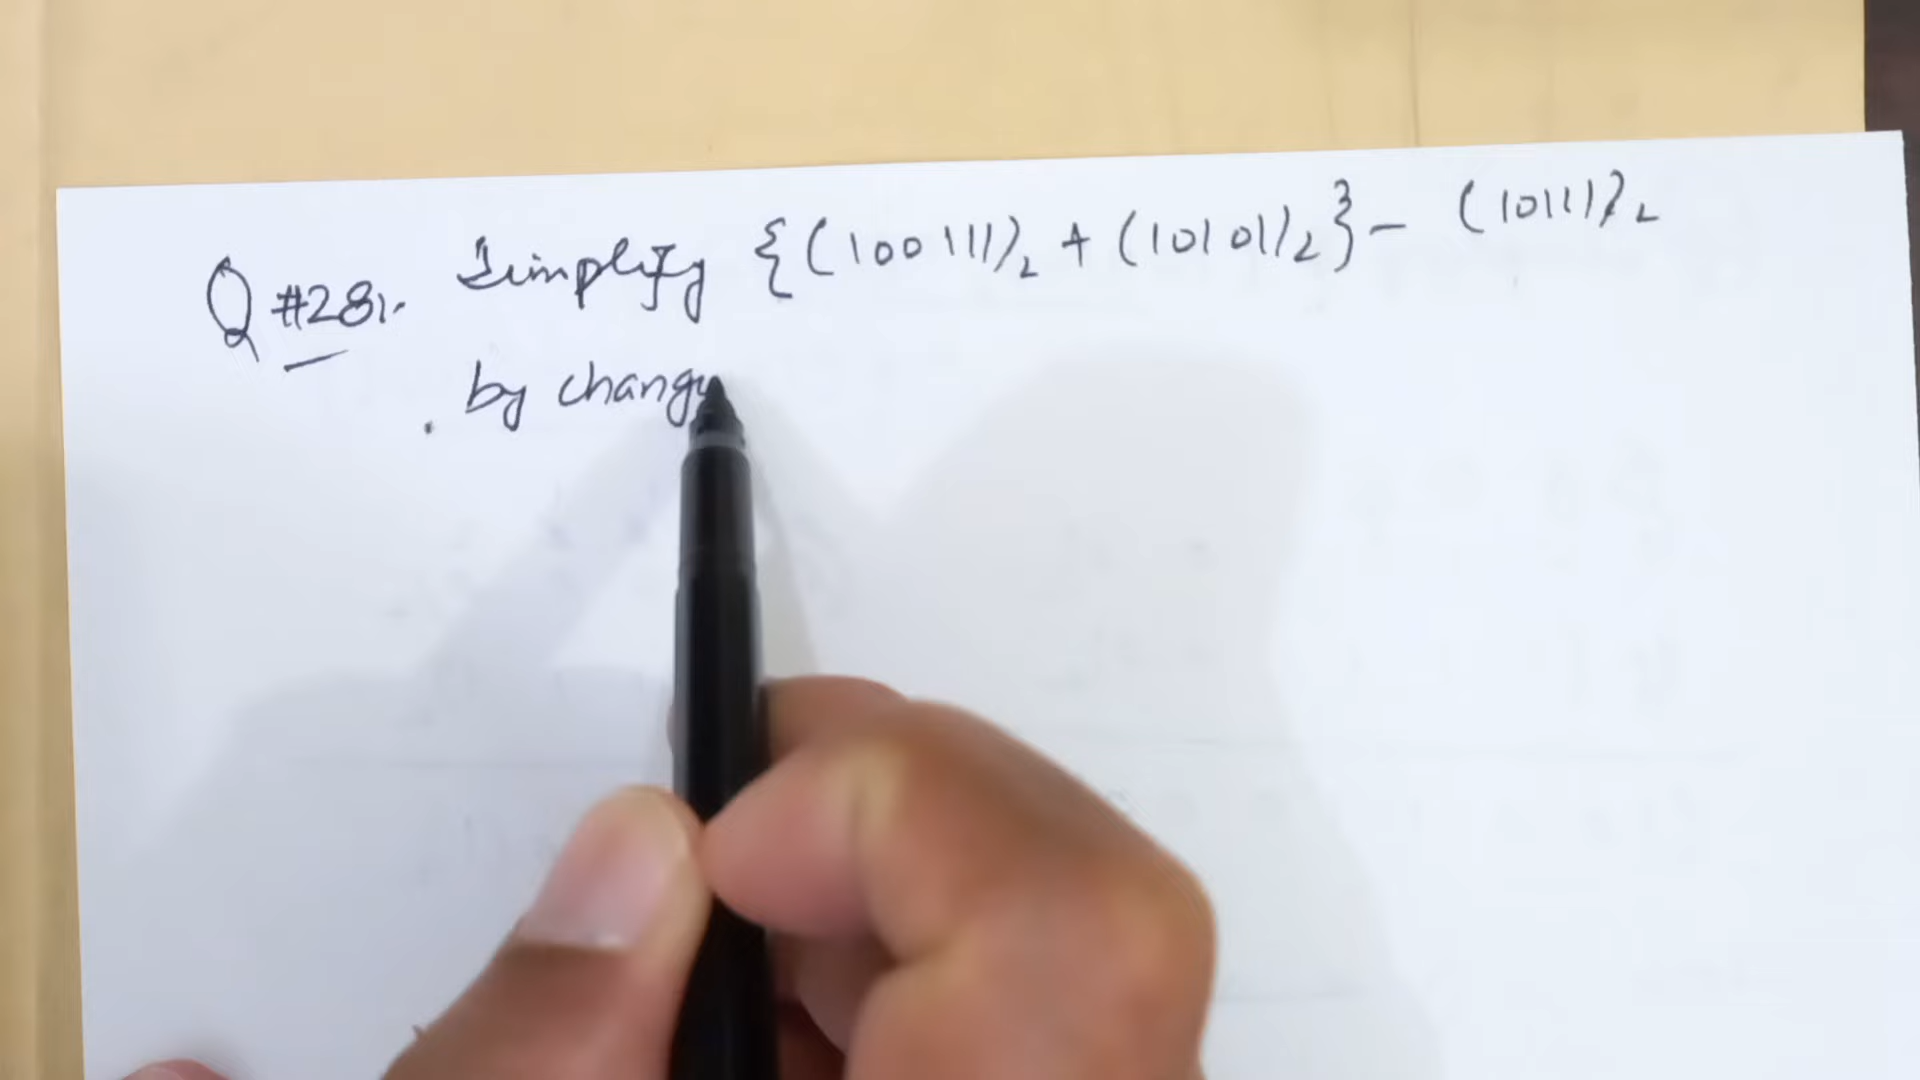 Q #28:. Simplify {(100111)₂ + (10101)₂} - (10111)₂
by chang